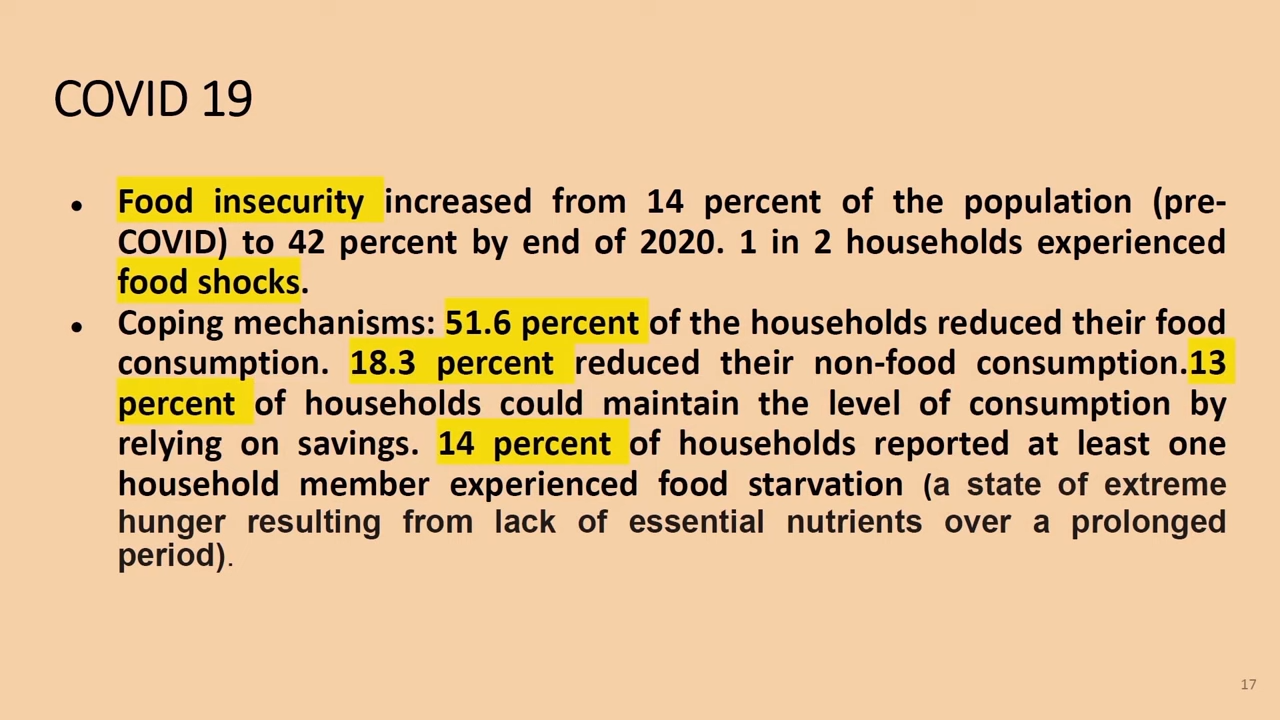 COVID 19
• Food insecurity increased from 14 percent of the population (pre-
COVID) to 42 percent by end of 2020. 1 in 2 households experienced
food shocks.
• Coping mechanisms: 51.6 percent of the households reduced their food
consumption. 18.3 percent reduced their non-food consumption.13
percent of households could maintain the level of consumption by
relying on savings. 14 percent of households reported at least one
household member experienced food starvation (a state of extreme
hunger resulting from lack of essential nutrients over a prolonged
period).
17